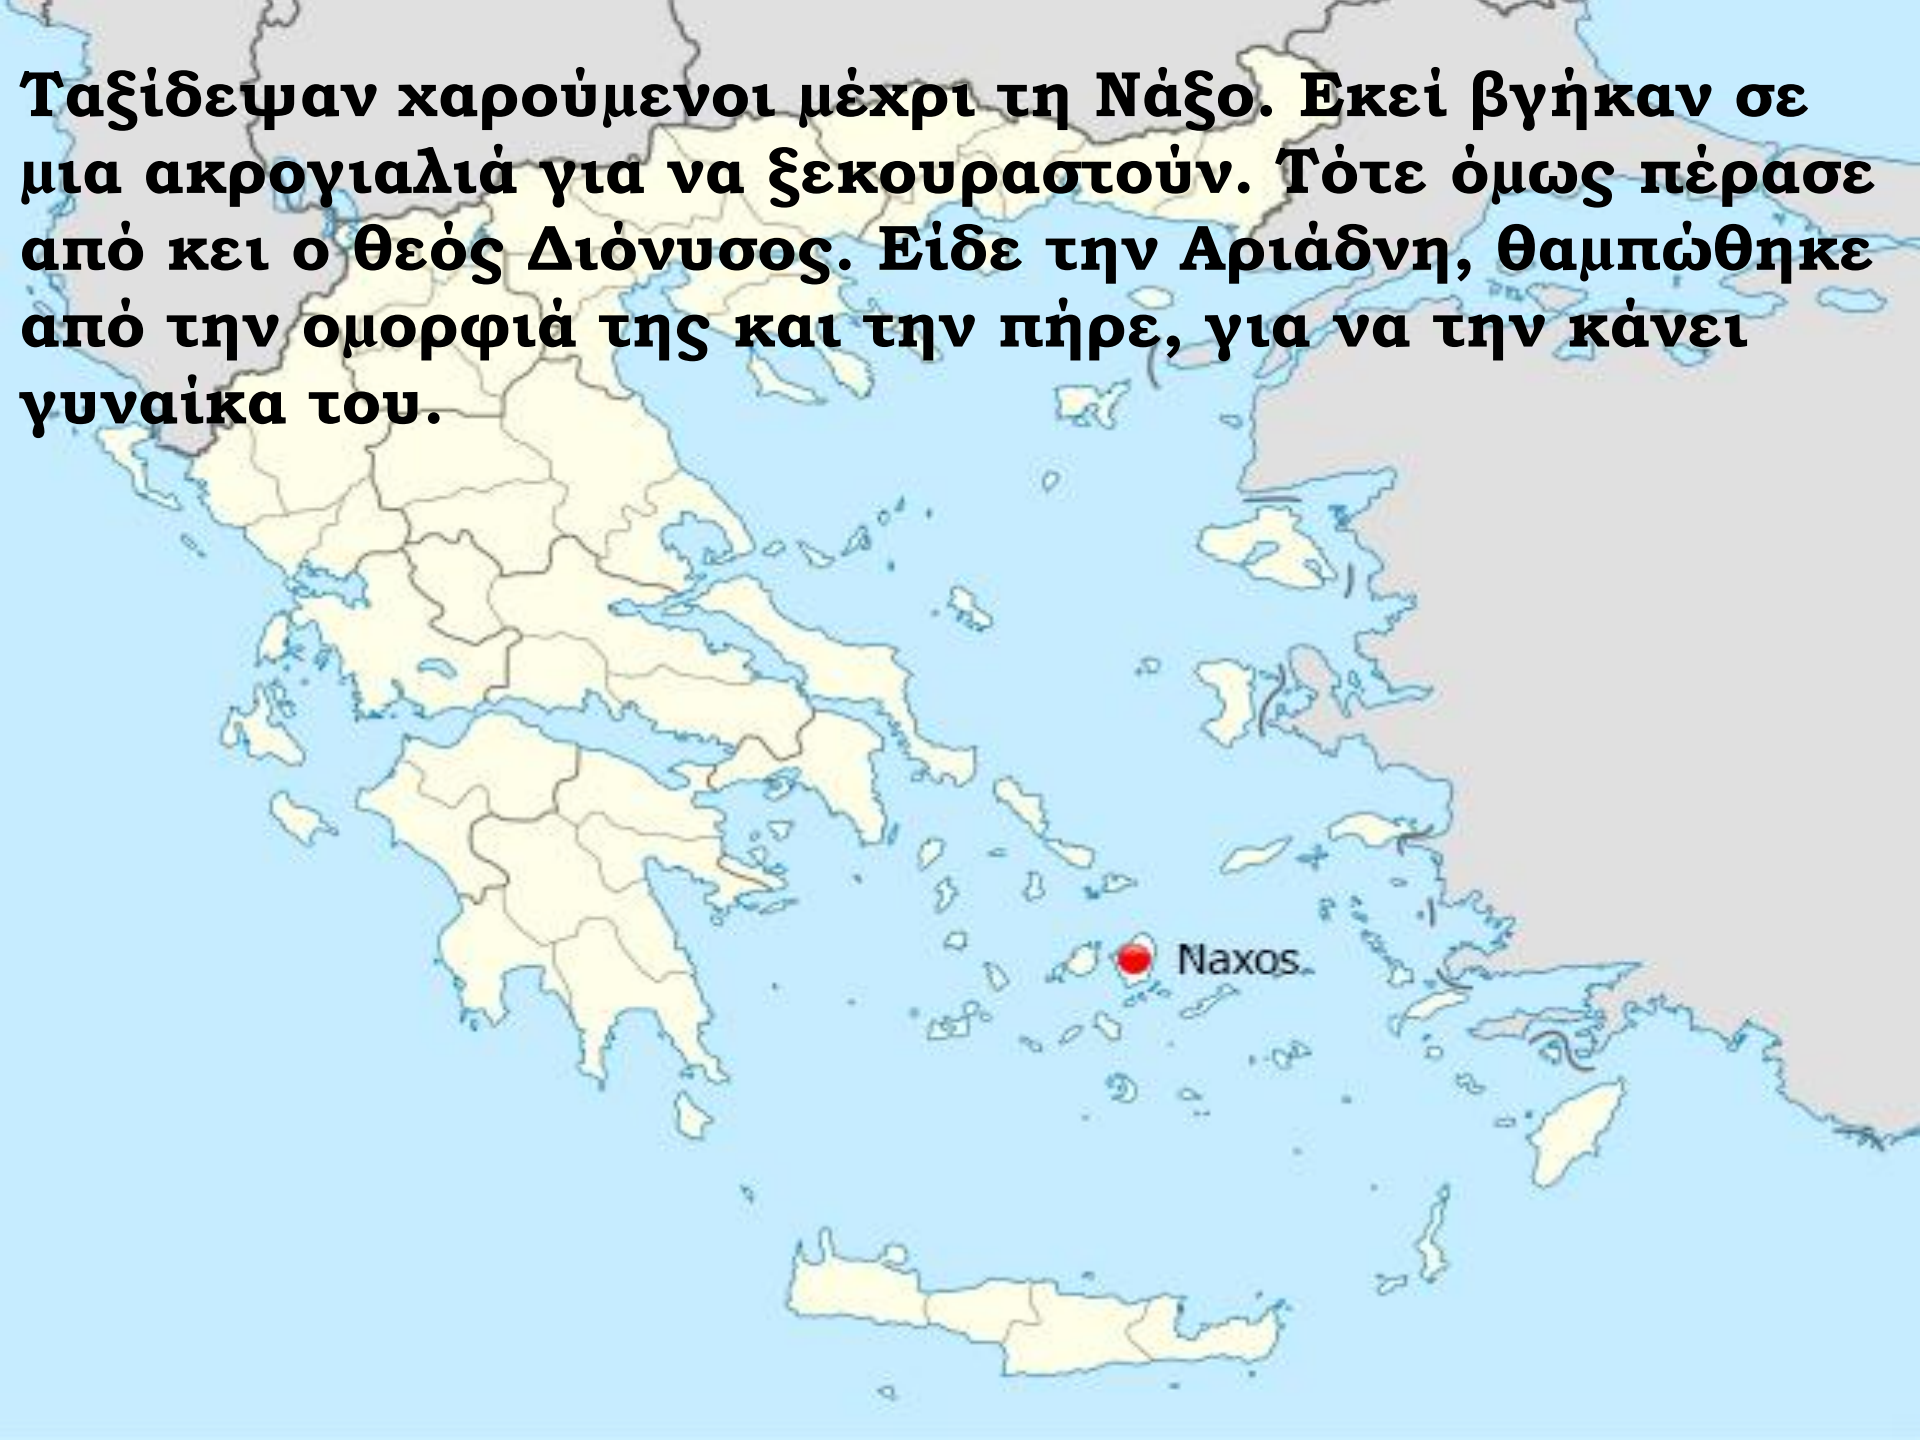 Ταξίδεψαν χαρούμενοι μέχρι τη Νάξο. Εκεί βγήκαν σε
μια ακρογιαλιά για να ξεκουραστούν. Τότε όμως πέρασε
από κει ο θεός Διόνυσος. Είδε την Αριάδνη, θαμπώθηκε
από την ομορφιά της και την πήρε, για να την κάνει
γυναίκα του.
Naxos